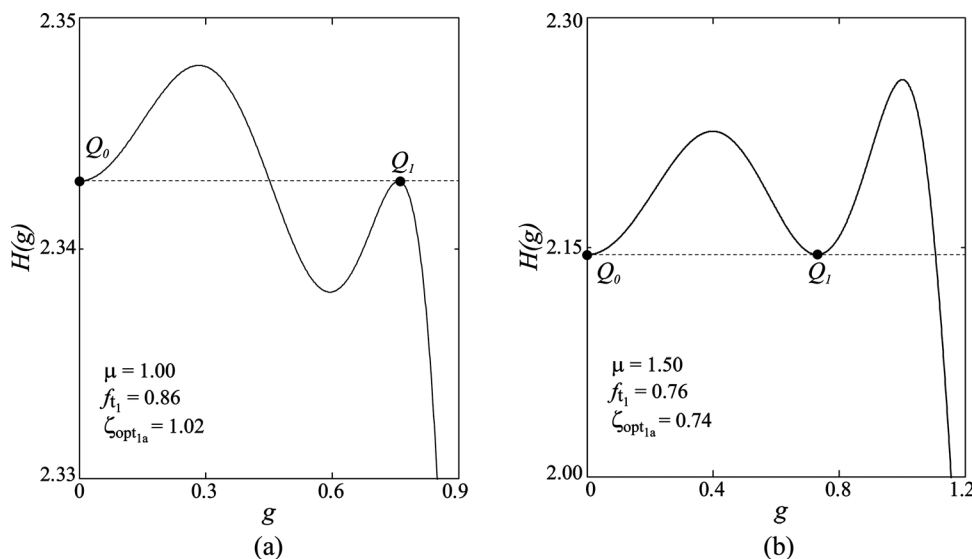 2.35
Q₀
Q₁
H(g)
2.34
μ = 1.00
fₜ₁ = 0.86
ζopt₁ₐ = 1.02
2.33
0 0.3 0.6 0.9
g
(a)
2.30
H(g)
2.15
Q₀
Q₁
μ = 1.50
fₜ₁ = 0.76
ζopt₁ₐ = 0.74
2.00
0 0.4 0.8 1.2
g
(b)